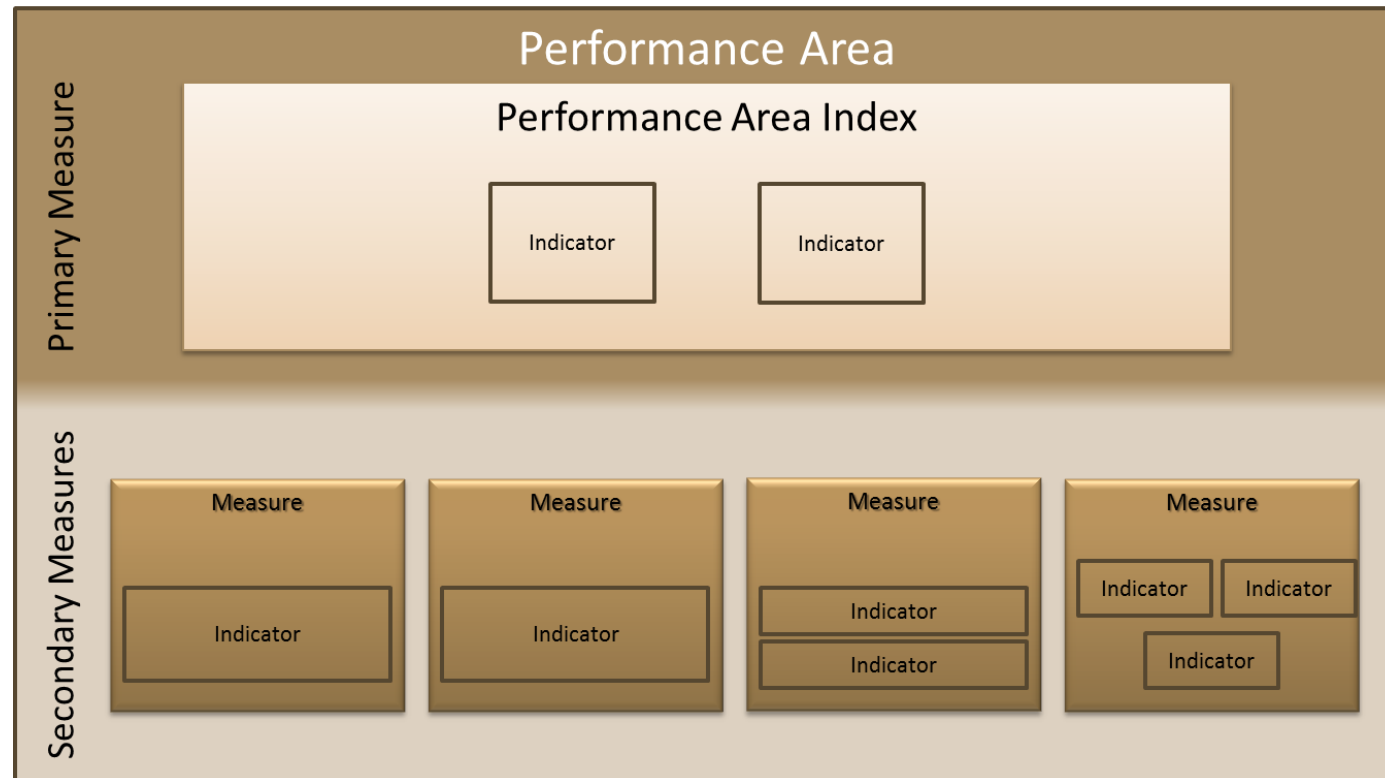 Performance Area
Primary Measure
Performance Area Index
Indicator
Indicator
Secondary Measures
Measure
Indicator
Measure
Indicator
Measure
Indicator
Indicator
Measure
Indicator
Indicator
Indicator